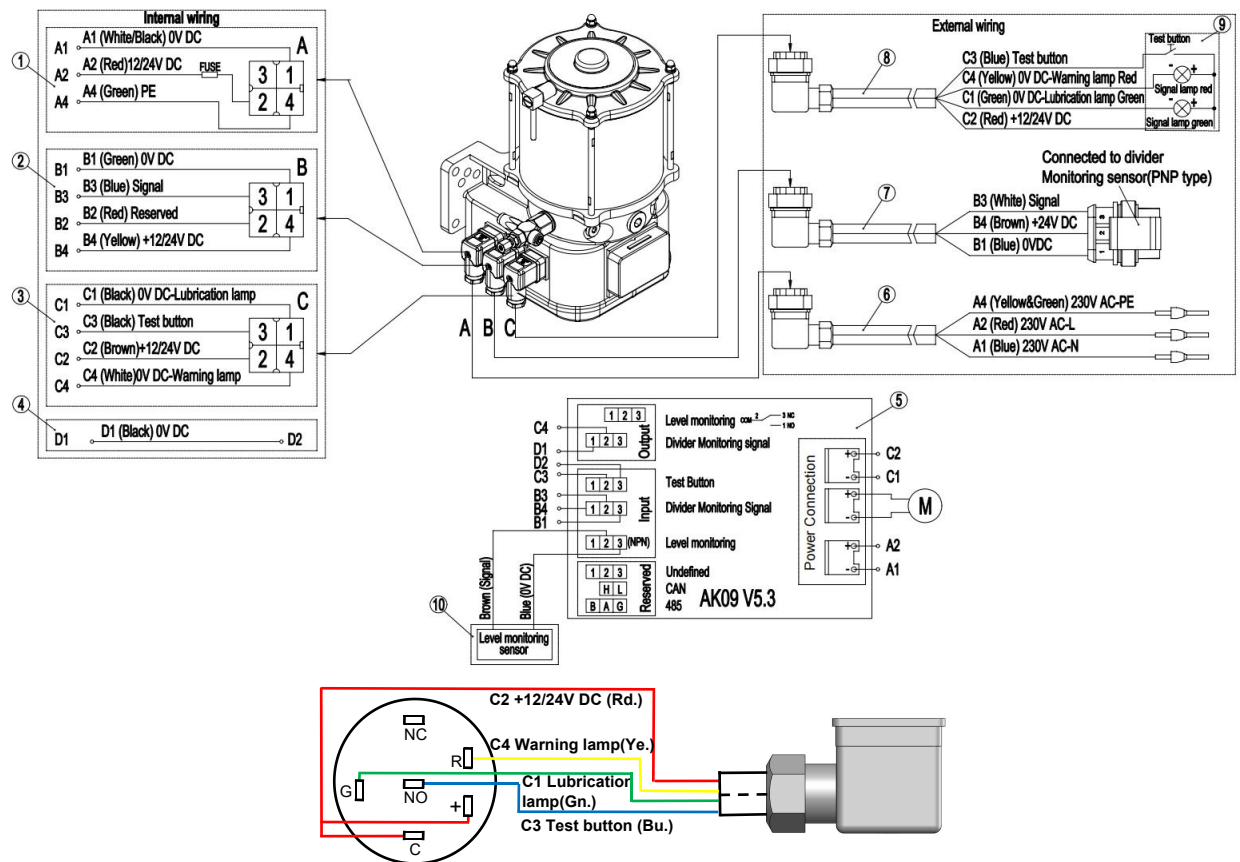 Internal wiring
A1 (White/Black) 0V DC
A1
A
①
A2 (Red)12/24V DC
FUSE
A2
A4 (Green) PE
A4
3 1
2 4
B1 (Green) 0V DC
B1
B
②
B3 (Blue) Signal
B3
B2 (Red) Reserved
B2
B4 (Yellow) +12/24V DC
B4
3 1
2 4
C1 (Black) 0V DC-Lubrication lamp
C1
C
③
C3 (Black) Test button
C3
C2 (Brown)+12/24V DC
C2
C4 (White)0V DC-Warning lamp
C4
3 1
2 4
④
D1
D1 (Black) 0V DC
D2
A B C
External wiring
⑨
Test button
⑧
C3 (Blue) Test button
C4 (Yellow) 0V DC-Warning lamp Red
C1 (Green) 0V DC-Lubrication lamp Green
C2 (Red) +12/24V DC
- +
Signal lamp red
- +
Signal lamp green
Connected to divider
Monitoring sensor(PNP type)
⑦
B3 (White) Signal
B4 (Brown) +24V DC
B1 (Blue) 0VDC
3
2
1
⑥
A4 (Yellow&Green) 230V AC-PE
A2 (Red) 230V AC-L
A1 (Blue) 230V AC-N
⑤
1 2 3
Level monitoring
COM 2
3 NC
1 NO
C4
D1
1 2 3
Output
Divider Monitoring signal
D2
C3
1 2 3
Test Button
B3
B4
B1
1 2 3
Input
Divider Monitoring Signal
1 2 3 (NPN)
Level monitoring
1 2 3
Undefined
H L
CAN
B A G
485
Reserved
AK09 V5.3
Power Connection
+ C2
- C1
+
-
M
+ A2
- A1
Brown (Signal)
Blue (0V DC)
⑩
Level monitoring
sensor
C2 +12/24V DC (Rd.)
NC
C4 Warning lamp(Ye.)
R
G
NO
C1 Lubrication
lamp(Gn.)
+
C3 Test button (Bu.)
C